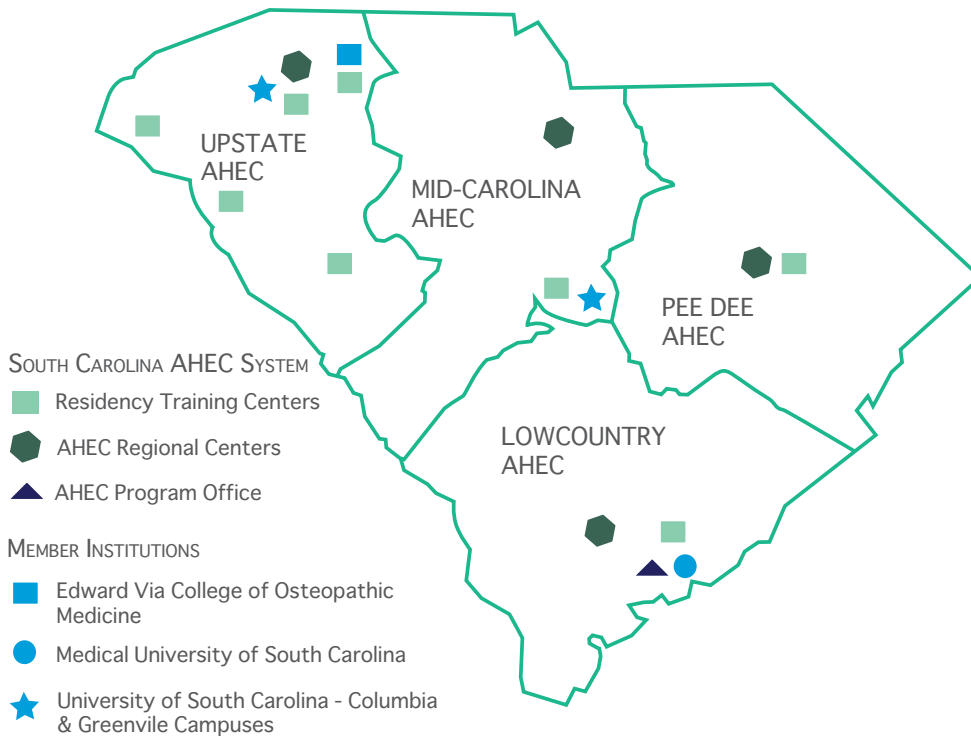 UPSTATE
AHEC
MID-CAROLINA
AHEC
PEE DEE
AHEC
LOWCOUNTRY
AHEC
South Carolina AHEC System
Residency Training Centers
AHEC Regional Centers
AHEC Program Office
Member Institutions
Edward Via College of Osteopathic
Medicine
Medical University of South Carolina
University of South Carolina - Columbia
& Greenvile Campuses